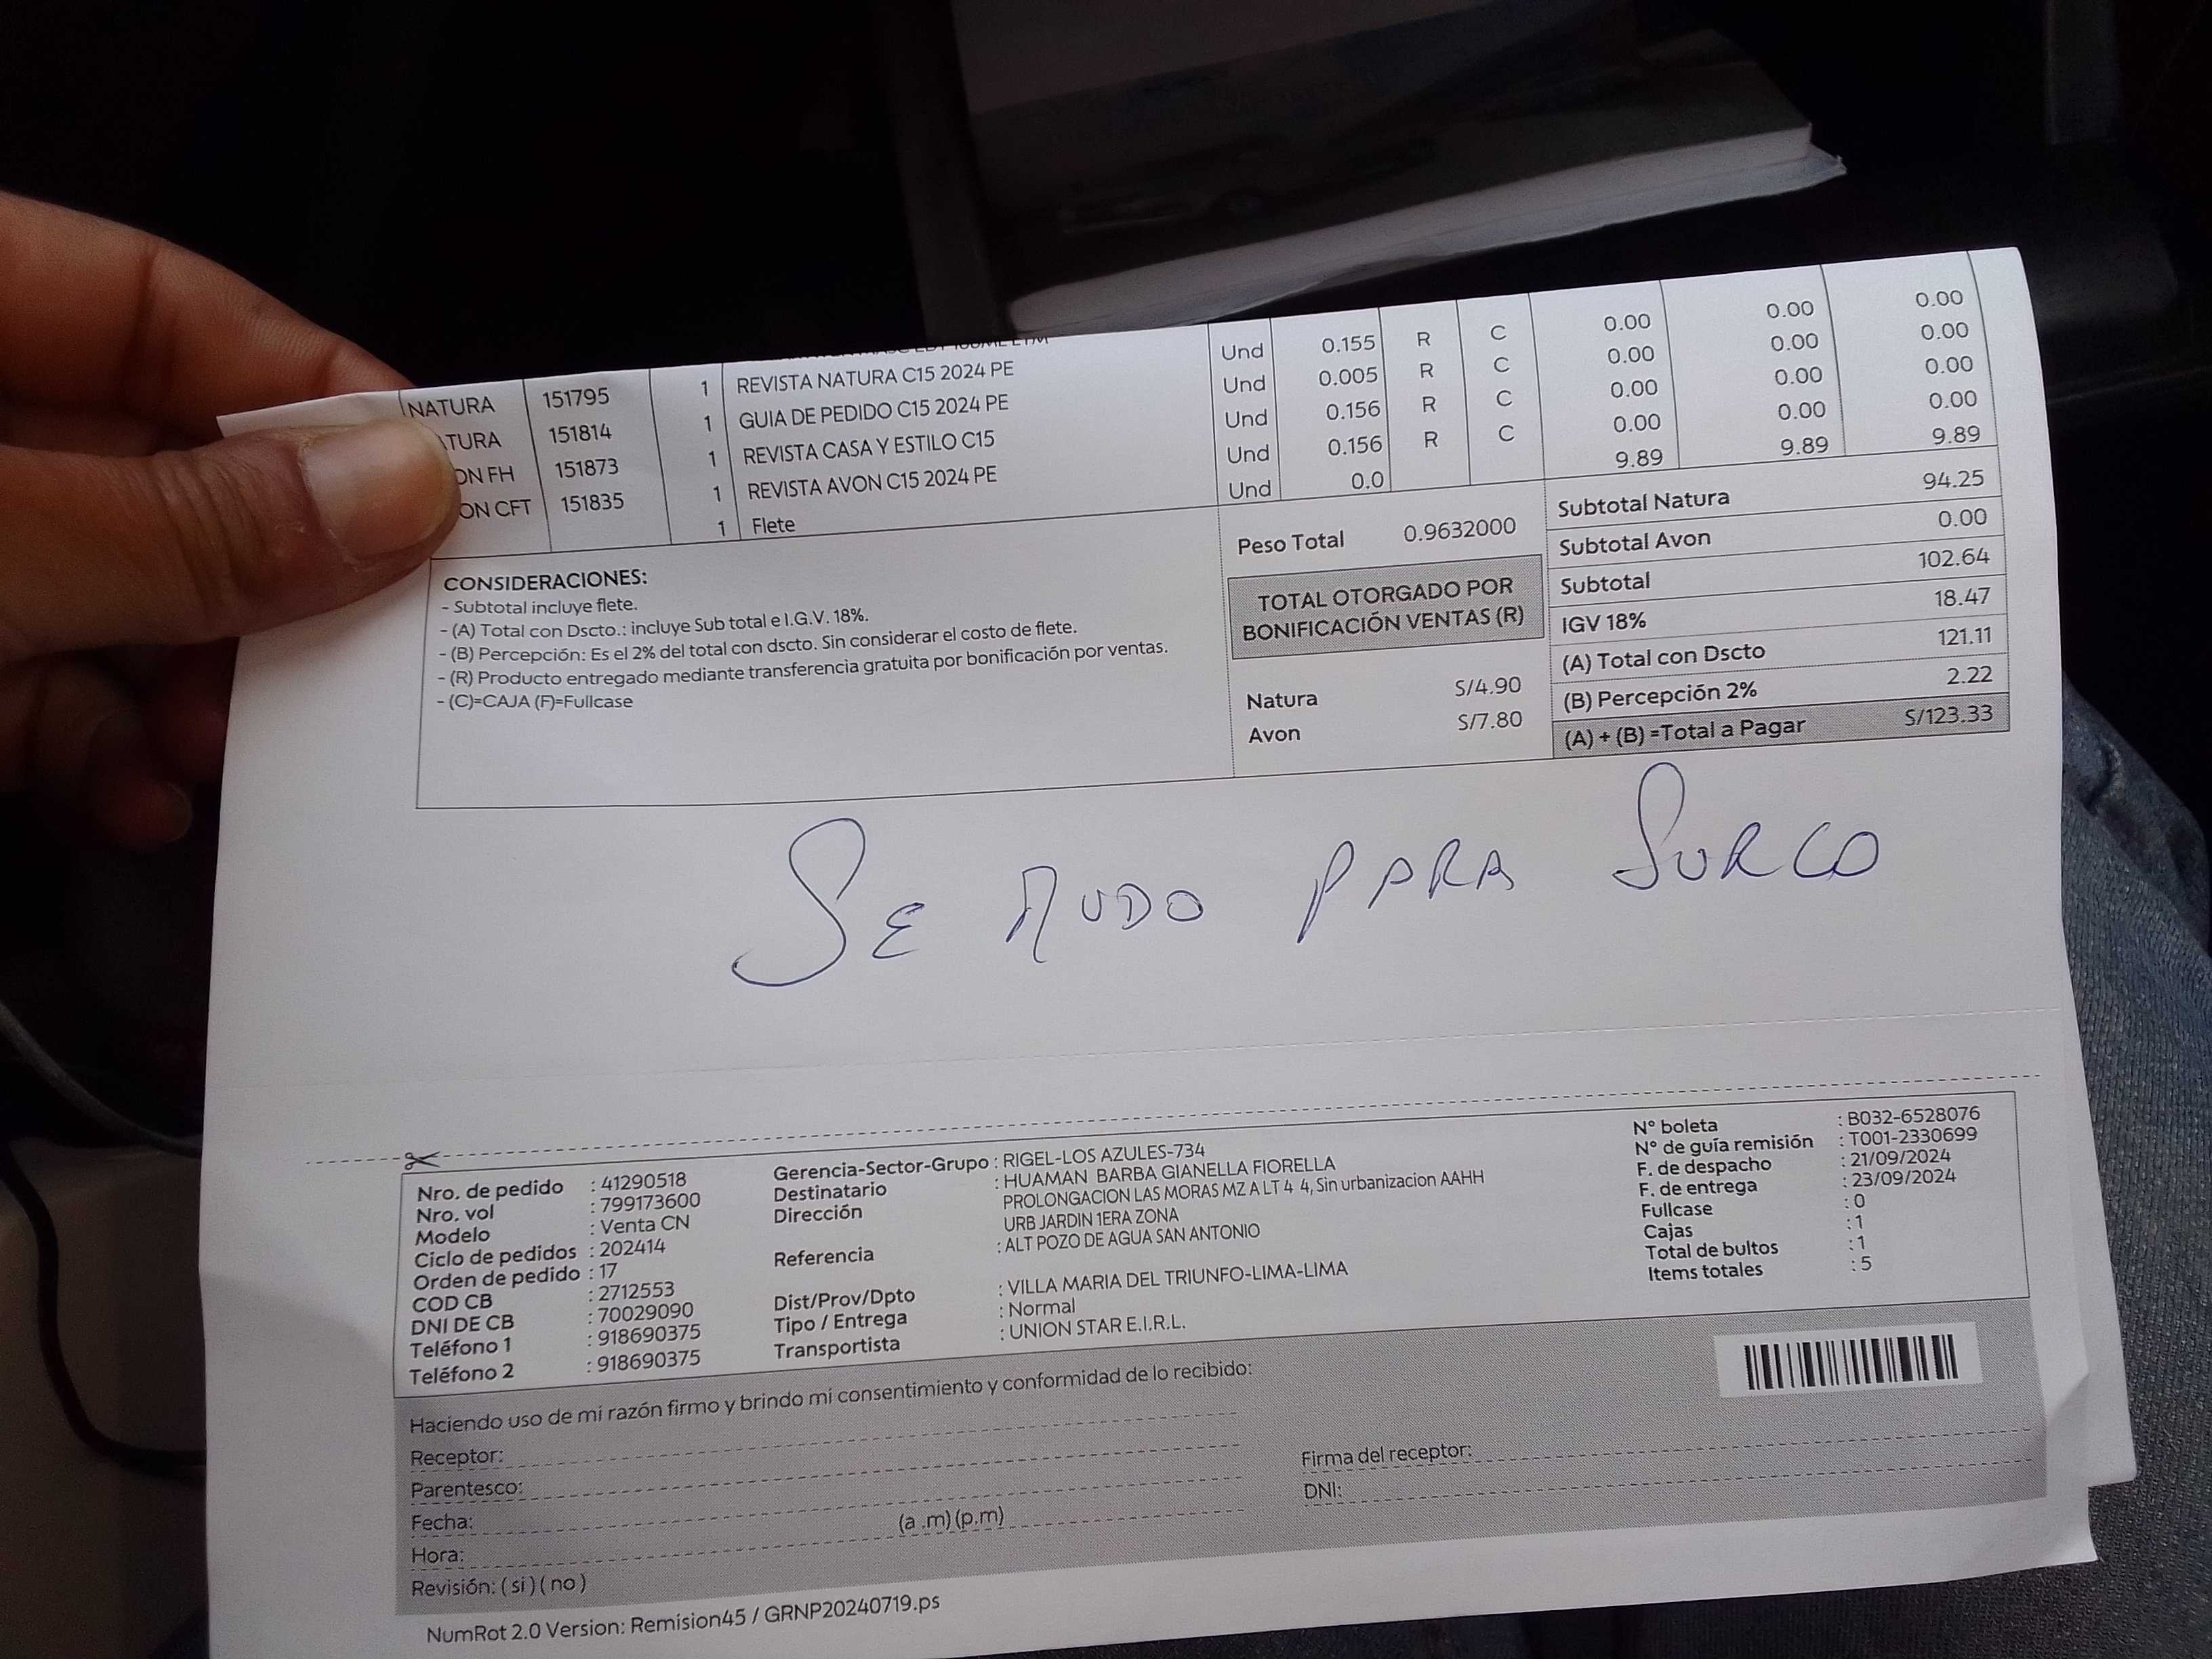 NATURA 151795 1 REVISTA NATURA C15 2024 PE Und 0.155 R C 0.00 0.00 0.00
TURA 151814 1 GUIA DE PEDIDO C15 2024 PE Und 0.005 R C 0.00 0.00 0.00
ON FH 151873 1 REVISTA CASA Y ESTILO C15 Und 0.156 R C 0.00 0.00 0.00
ON CFT 151835 1 REVISTA AVON C15 2024 PE Und 0.156 R C 0.00 0.00 0.00
1 Flete Und 0.0 9.89 9.89 9.89
CONSIDERACIONES:
- Subtotal incluye flete.
- (A) Total con Dscto.: incluye Sub total e I.G.V. 18%.
- (B) Percepción: Es el 2% del total con dscto. Sin considerar el costo de flete.
- (R) Producto entregado mediante transferencia gratuita por bonificación por ventas.
- (C)=CAJA (F)=Fullcase
Peso Total 0.9632000
TOTAL OTORGADO POR
BONIFICACIÓN VENTAS (R)
Natura S/4.90
Avon S/7.80
Subtotal Natura 94.25
Subtotal Avon 0.00
Subtotal 102.64
IGV 18% 18.47
(A) Total con Dscto 121.11
(B) Percepción 2% 2.22
(A) + (B) =Total a Pagar S/123.33
SE MUDO PARA SURCO
Nro. de pedido : 41290518
Nro. vol : 799173600
Modelo : Venta CN
Ciclo de pedidos : 202414
Orden de pedido : 17
COD CB : 2712553
DNI DE CB : 70029090
Teléfono 1 : 918690375
Teléfono 2 : 918690375
Gerencia-Sector-Grupo : RIGEL-LOS AZULES-734
Destinatario : HUAMAN BARBA GIANELLA FIORELLA
Dirección PROLONGACION LAS MORAS MZ A LT 4 4, Sin urbanizacion AAHH
URB JARDIN 1ERA ZONA
Referencia : ALT POZO DE AGUA SAN ANTONIO
Dist/Prov/Dpto : VILLA MARIA DEL TRIUNFO-LIMA-LIMA
Tipo / Entrega : Normal
Transportista : UNION STAR E.I.R.L.
N° boleta : B032-6528076
N° de guía remisión : T001-2330699
F. de despacho : 21/09/2024
F. de entrega : 23/09/2024
Fullcase : 0
Cajas : 1
Total de bultos : 1
Items totales : 5
Haciendo uso de mi razón firmo y brindo mi consentimiento y conformidad de lo recibido:
Receptor:
Parentesco:
Fecha:
Hora: (a .m) (p.m)
Revisión: ( si ) ( no )
Firma del receptor:
DNI:
NumRot 2.0 Version: Remision45 / GRNP20240719.ps